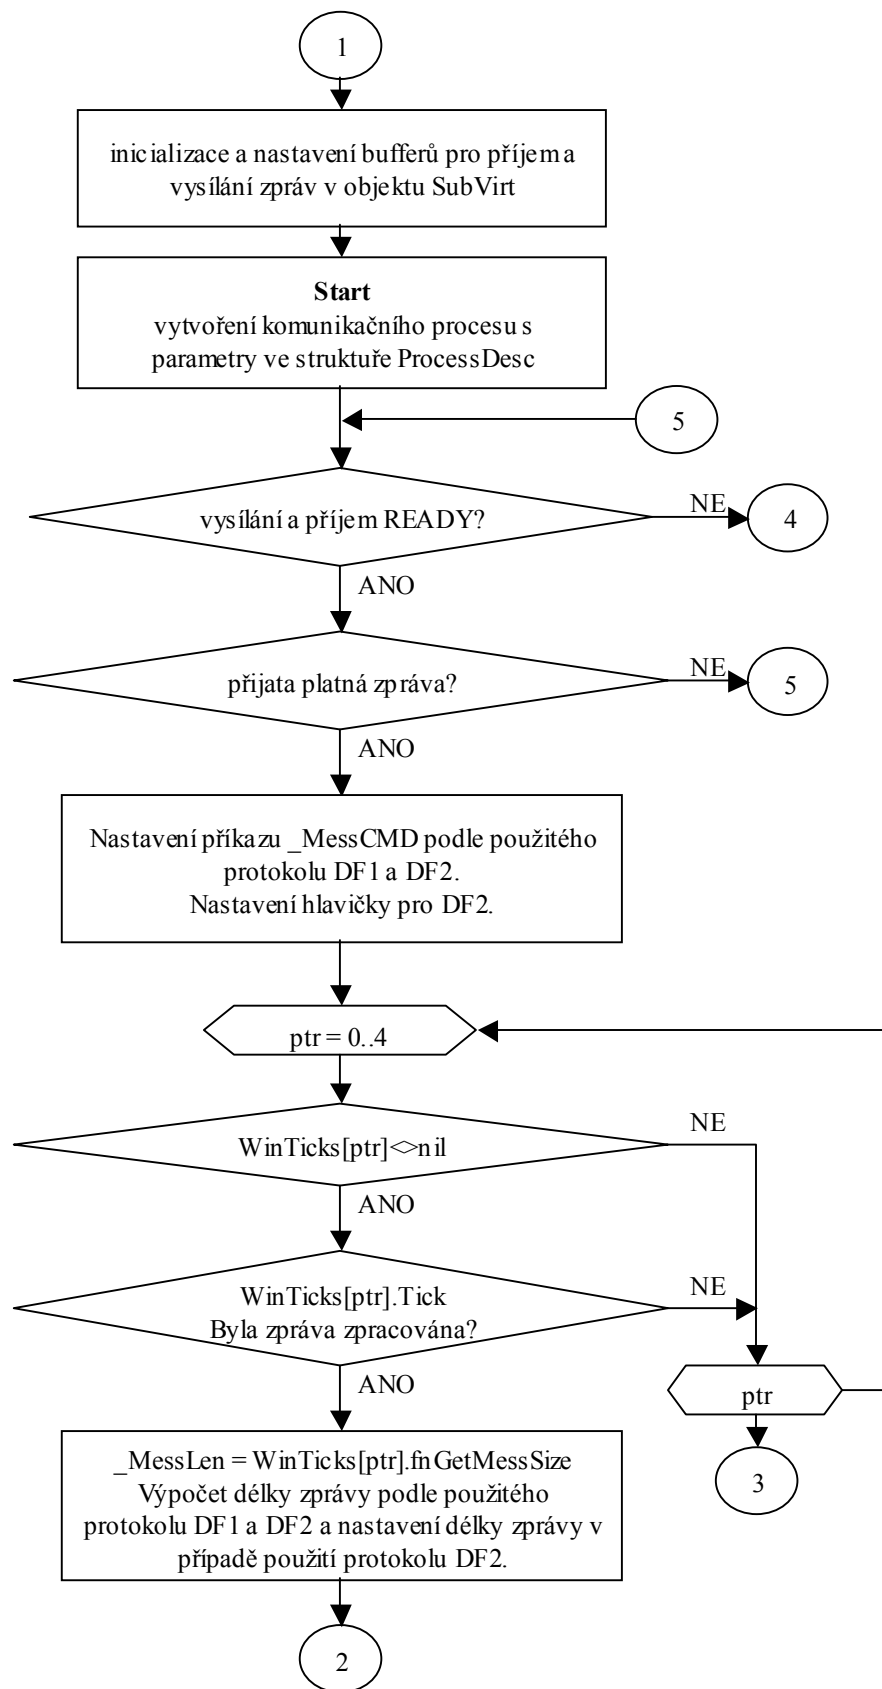 1
inicializace a nastavení bufferů pro příjem a
vysílání zpráv v objektu SubVirt
Start
vytvoření komunikačního procesu s
parametry ve struktuře ProcessDesc
5
vysílání a příjem READY?
NE
4
ANO
přijata platná zpráva?
NE
5
ANO
Nastavení příkazu _MessCMD podle použitého
protokolu DF1 a DF2.
Nastavení hlavičky pro DF2.
ptr = 0..4
WinTicks[ptr]<>nil
NE
ANO
WinTicks[ptr].Tick
Byla zpráva zpracována?
NE
ANO
ptr
_MessLen = WinTicks[ptr].fnGetMessSize
Výpočet délky zprávy podle použitého
protokolu DF1 a DF2 a nastavení délky zprávy v
případě použití protokolu DF2.
3
2